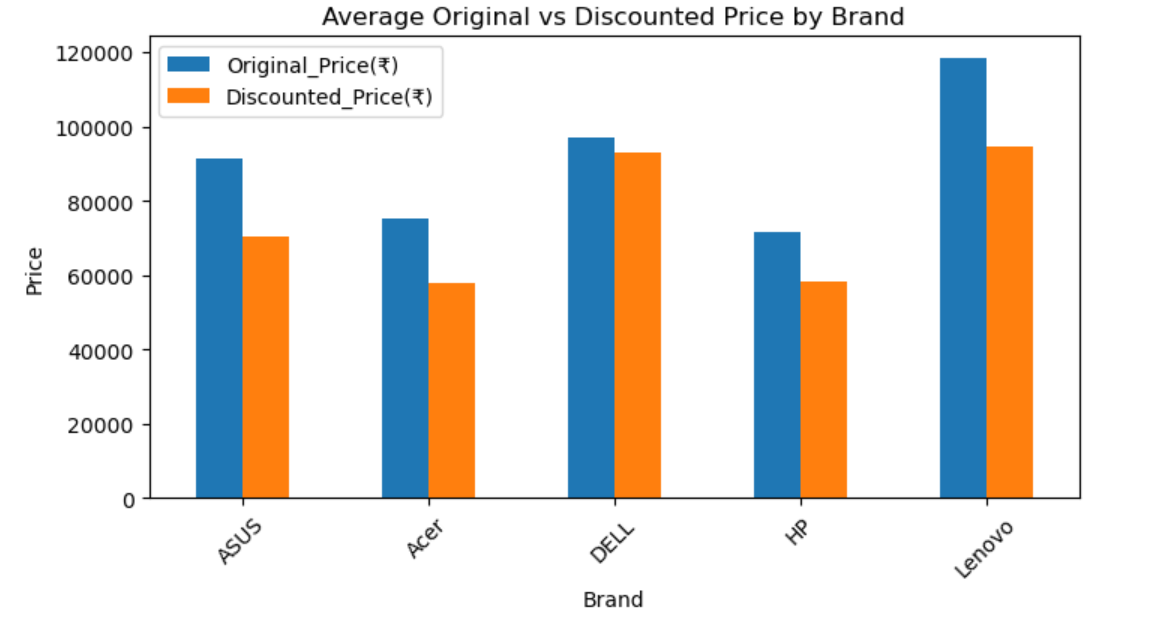 Average Original vs Discounted Price by Brand
Original_Price(₹)
Discounted_Price(₹)
120000
100000
80000
60000
40000
20000
0
Price
ASUS
Acer
DELL
HP
Lenovo
Brand